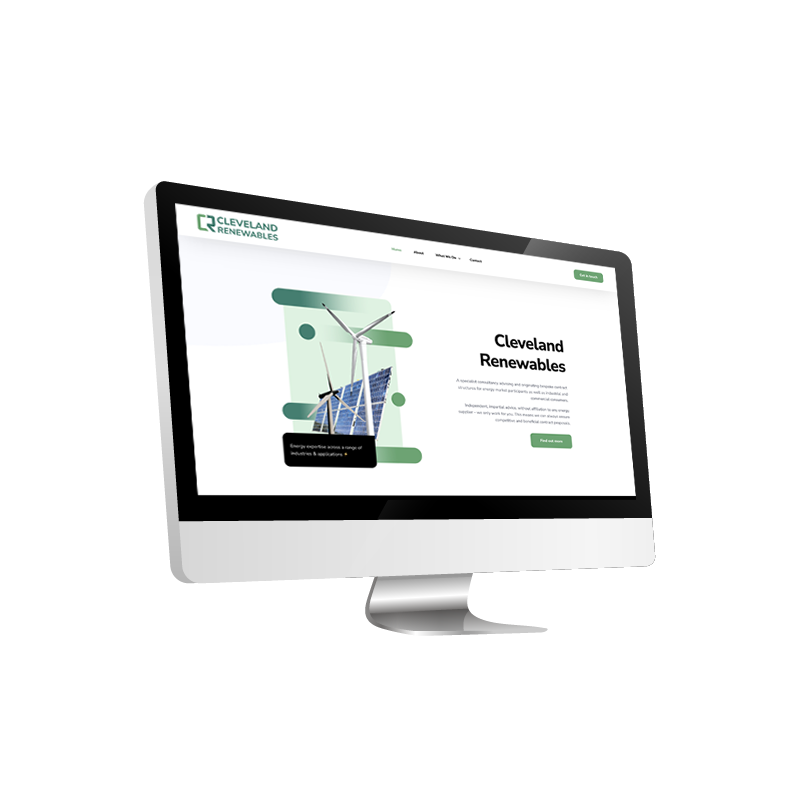 CLEVELAND
RENEWABLES
Home
About
What We Do
Contact
Get in touch
Cleveland
Renewables
A specialist consultancy advising and originating bespoke contract
structures for energy market participants as well as industrial and
commercial consumers.
Independent, impartial advice, without affiliation to any energy
supplier – we only work for you. This means we can always secure
competitive and beneficial contract proposals.
Find out more
Energy expertise across a range of
industries & applications